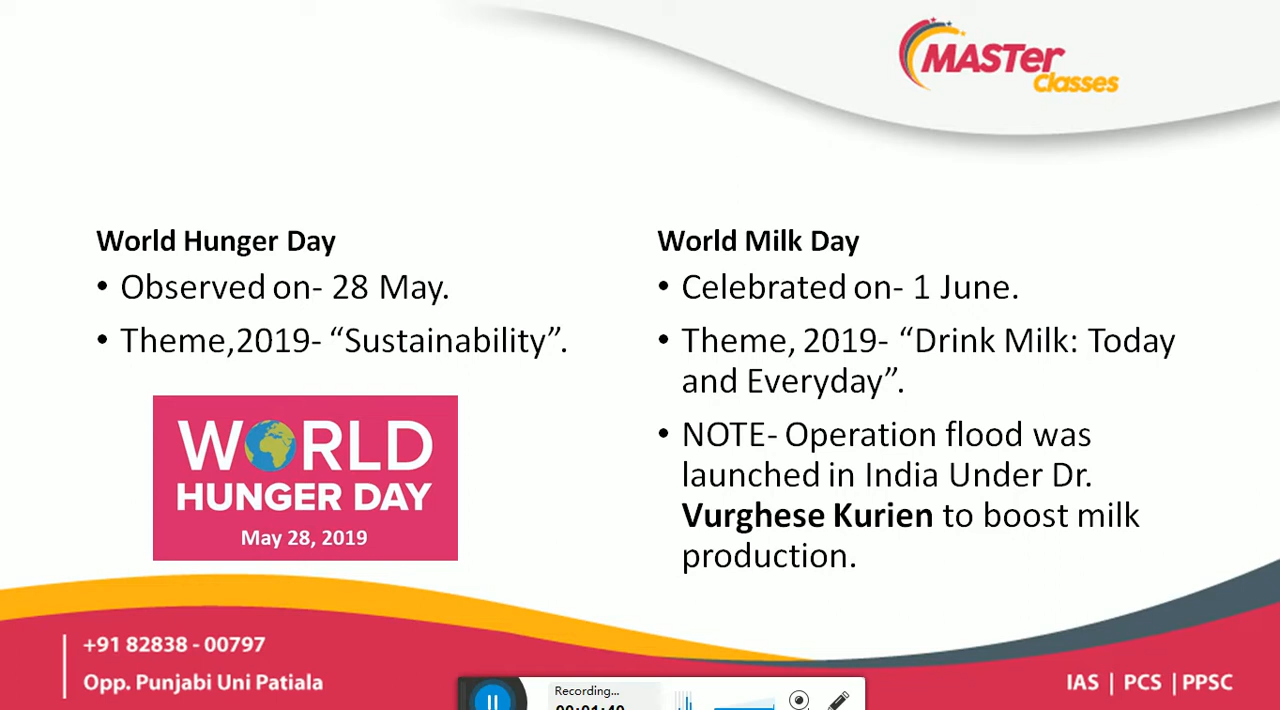 MASTer
Classes
World Hunger Day
• Observed on- 28 May.
• Theme,2019- “Sustainability”.
WORLD
HUNGER DAY
May 28, 2019
World Milk Day
• Celebrated on- 1 June.
• Theme, 2019- “Drink Milk: Today
and Everyday”.
• NOTE- Operation flood was
launched in India Under Dr.
Vurghese Kurien to boost milk
production.
+91 82838 - 00797
Opp. Punjabi Uni Patiala
IAS | PCS | PPSC
Recording...